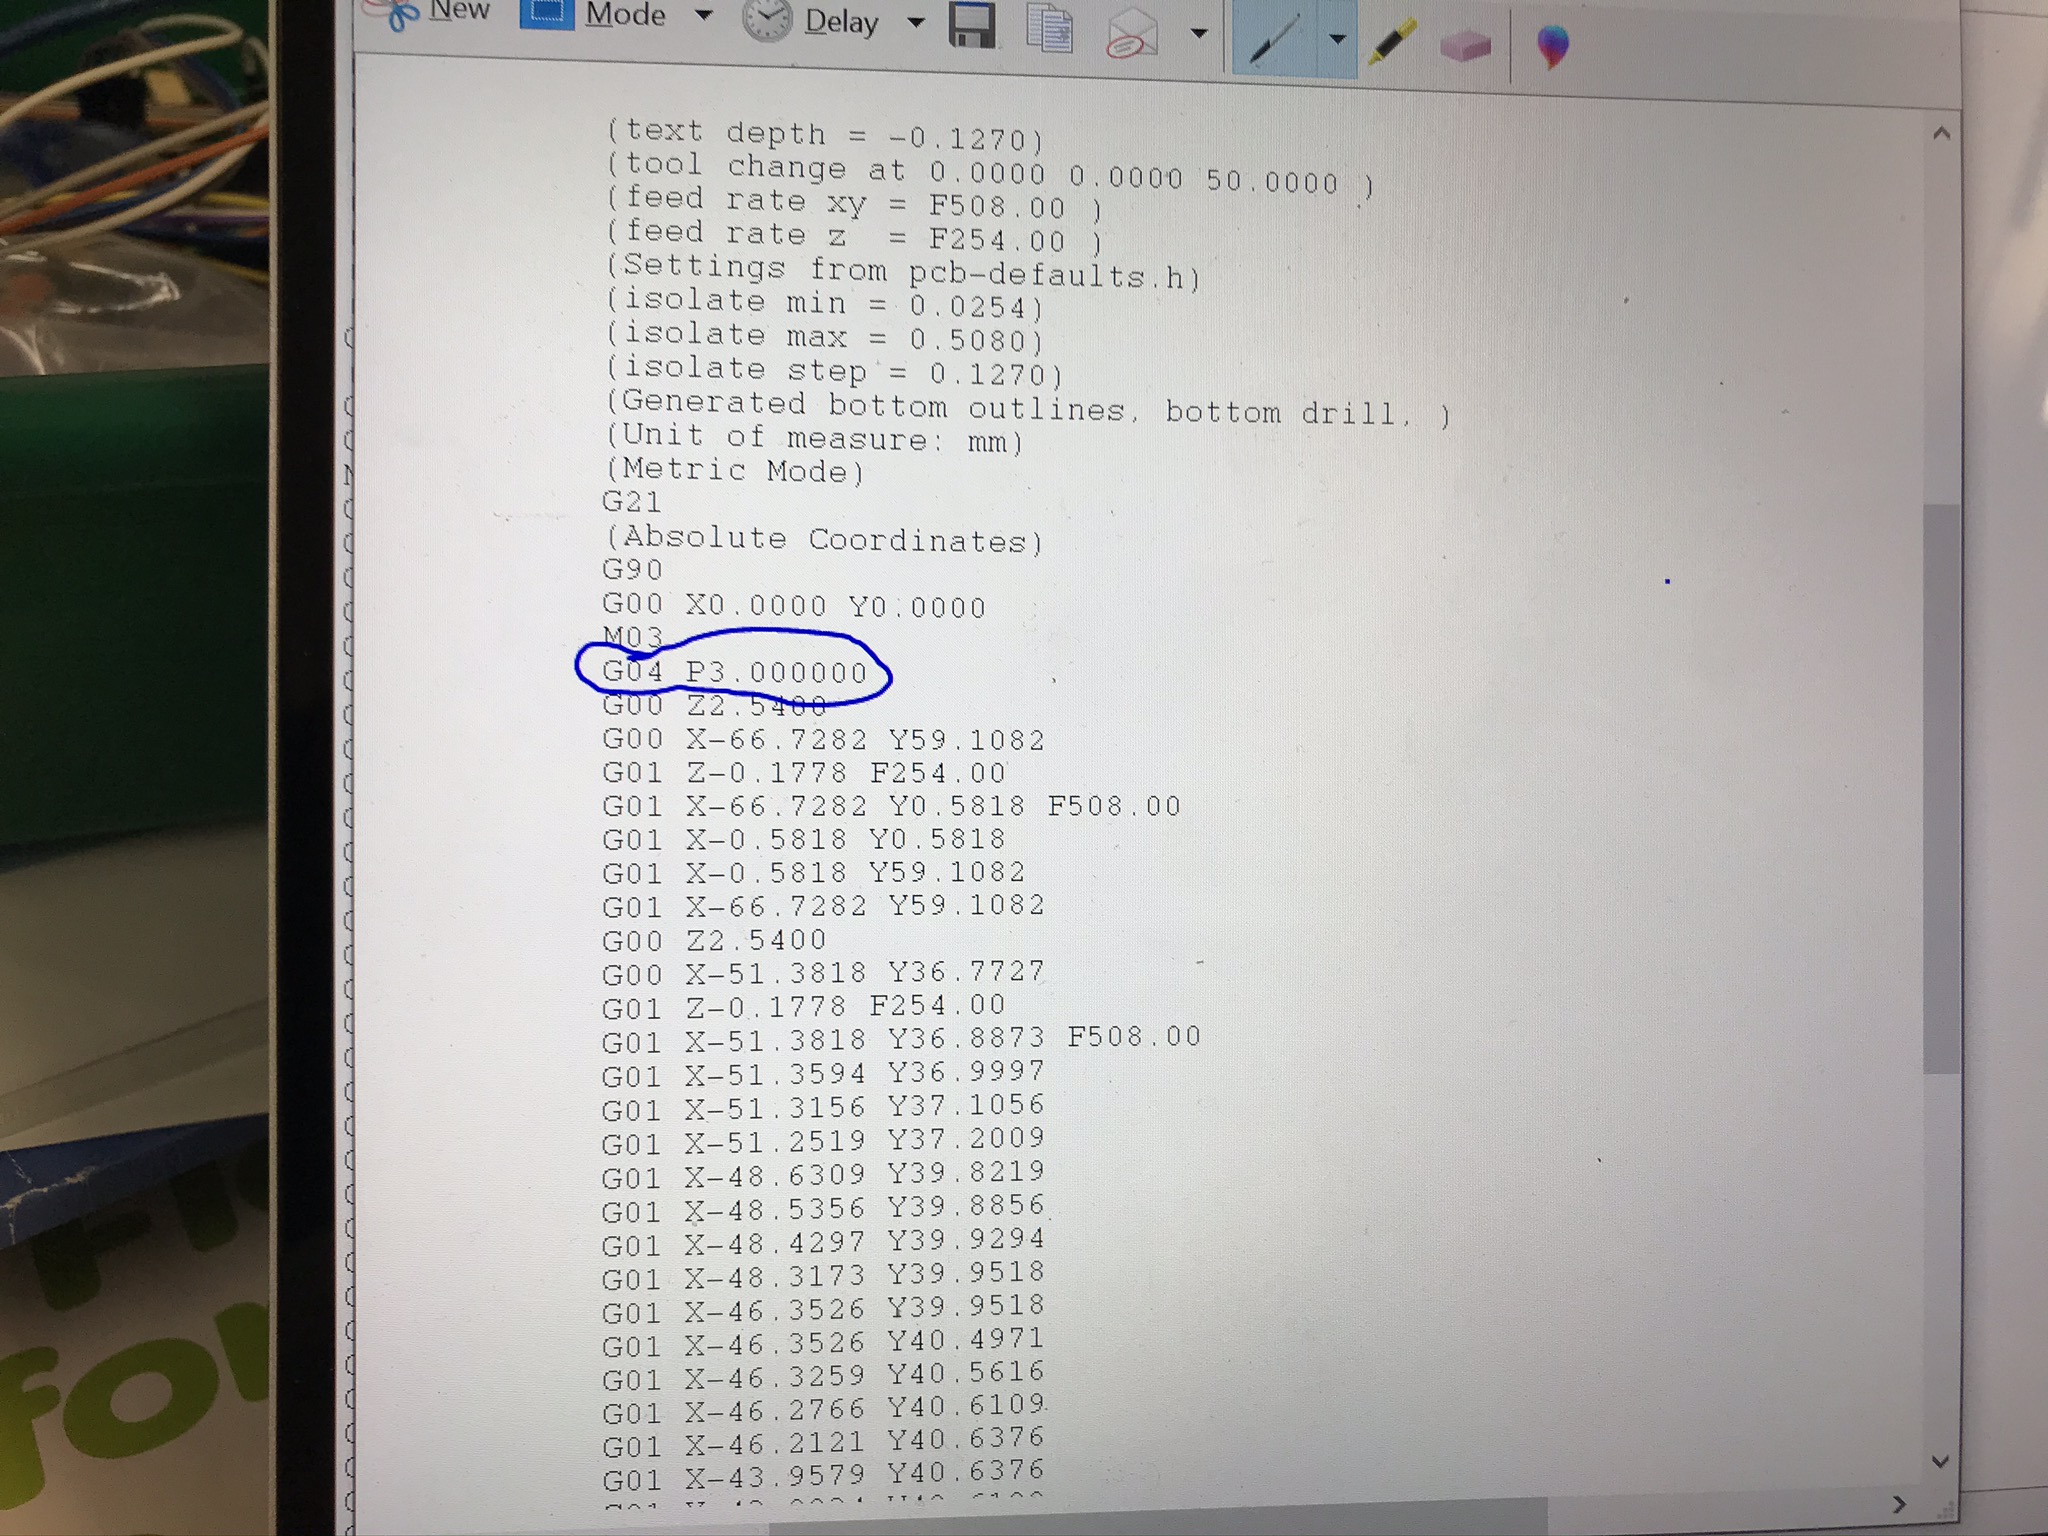 New Mode Delay
(text depth = -0.1270)
(tool change at 0.0000 0.0000 50.0000 )
(feed rate xy = F508.00 )
(feed rate z  = F254.00 )
(Settings from pcb-defaults.h)
(isolate min = 0.0254)
(isolate max = 0.5080)
(isolate step = 0.1270)
(Generated bottom outlines, bottom drill, )
(Unit of measure: mm)
(Metric Mode)
G21
(Absolute Coordinates)
G90
G00 X0.0000 Y0.0000
M03
G04 P3.000000
G00 Z2.5400
G00 X-66.7282 Y59.1082
G01 Z-0.1778 F254.00
G01 X-66.7282 Y0.5818 F508.00
G01 X-0.5818 Y0.5818
G01 X-0.5818 Y59.1082
G01 X-66.7282 Y59.1082
G00 Z2.5400
G00 X-51.3818 Y36.7727
G01 Z-0.1778 F254.00
G01 X-51.3818 Y36.8873 F508.00
G01 X-51.3594 Y36.9997
G01 X-51.3156 Y37.1056
G01 X-51.2519 Y37.2009
G01 X-48.6309 Y39.8219
G01 X-48.5356 Y39.8856
G01 X-48.4297 Y39.9294
G01 X-48.3173 Y39.9518
G01 X-46.3526 Y39.9518
G01 X-46.3526 Y40.4971
G01 X-46.3259 Y40.5616
G01 X-46.2766 Y40.6109
G01 X-46.2121 Y40.6376
G01 X-43.9579 Y40.6376